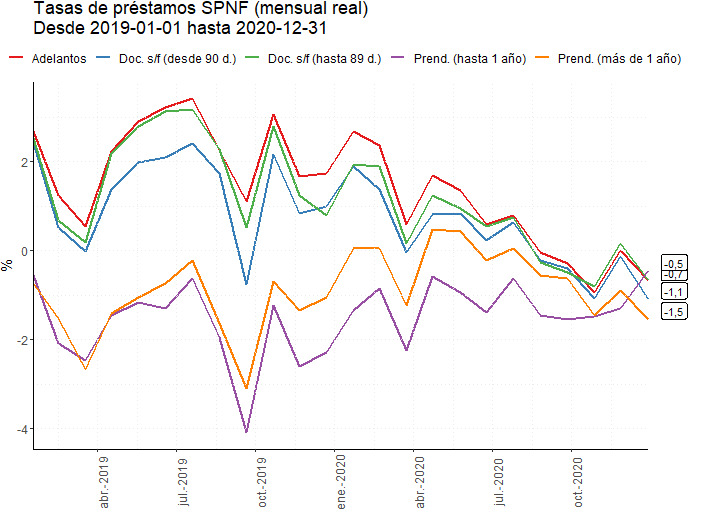 Tasas de préstamos SPNF (mensual real)
Desde 2019-01-01 hasta 2020-12-31
Adelantos Doc. s/f (desde 90 d.) Doc. s/f (hasta 89 d.) Prend. (hasta 1 año) Prend. (más de 1 año)
%
2
0
-2
-4
-0,5
-0,7
-1,1
-1,5
abr.-2019
jul.-2019
oct.-2019
ene.-2020
abr.-2020
jul.-2020
oct.-2020